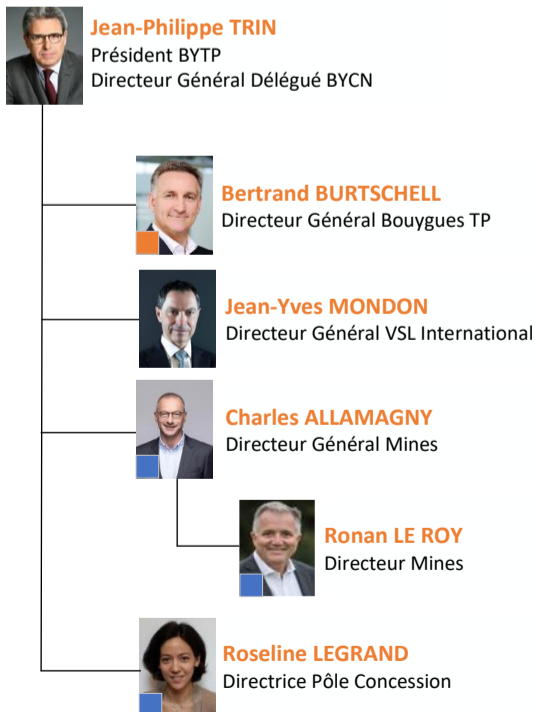 Jean-Philippe TRIN
Président BYTP
Directeur Général Délégué BYCN
Bertrand BURTSCHELL
Directeur Général Bouygues TP
Jean-Yves MONDON
Directeur Général VSL International
Charles ALLAMAGNY
Directeur Général Mines
Ronan LE ROY
Directeur Mines
Roseline LEGRAND
Directrice Pôle Concession